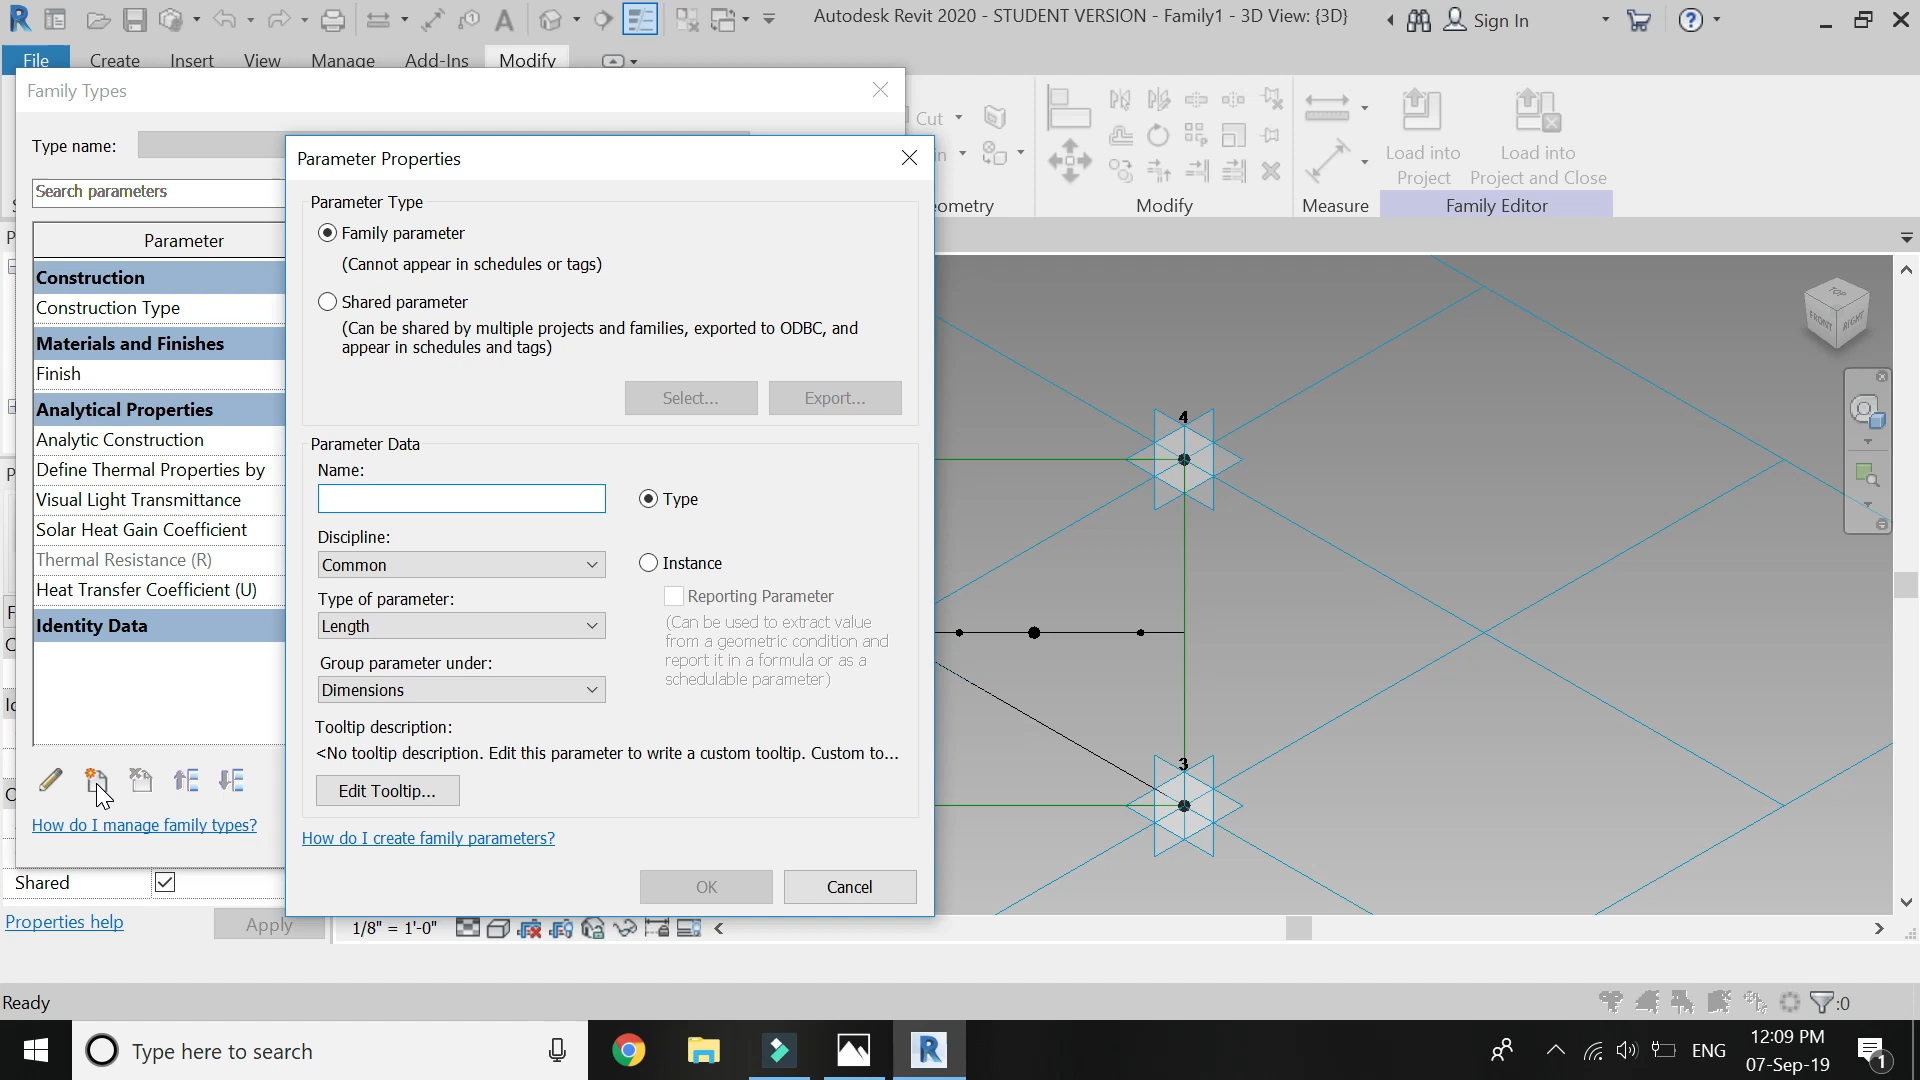 Autodesk Revit 2020 - STUDENT VERSION - Family1 - 3D View: {3D}
Sign In
File
Create
Insert
View
Manage
Add-Ins
Modify
Family Types
Type name:
Search parameters
Parameter
Construction
Construction Type
Materials and Finishes
Finish
Analytical Properties
Analytic Construction
Define Thermal Properties by
Visual Light Transmittance
Solar Heat Gain Coefficient
Thermal Resistance (R)
Heat Transfer Coefficient (U)
Identity Data
How do I manage family types?
Shared
Properties help
Apply
Parameter Properties
Parameter Type
Family parameter
(Cannot appear in schedules or tags)
Shared parameter
(Can be shared by multiple projects and families, exported to ODBC, and
appear in schedules and tags)
Select...
Export...
Parameter Data
Name:
Type
Discipline:
Common
Instance
Type of parameter:
Reporting Parameter
Length
(Can be used to extract value
from a geometric condition and
report it in a formula or as a
schedulable parameter)
Group parameter under:
Dimensions
Tooltip description:
<No tooltip description. Edit this parameter to write a custom tooltip. Custom to...
Edit Tooltip...
How do I create family parameters?
OK
Cancel
Cut
Modify
Measure
Load into
Project
Load into
Project and Close
Family Editor
TOP
FRONT
RIGHT
4
3
1/8" = 1'-0"
Ready
:0
Type here to search
ENG
12:09 PM
07-Sep-19
1